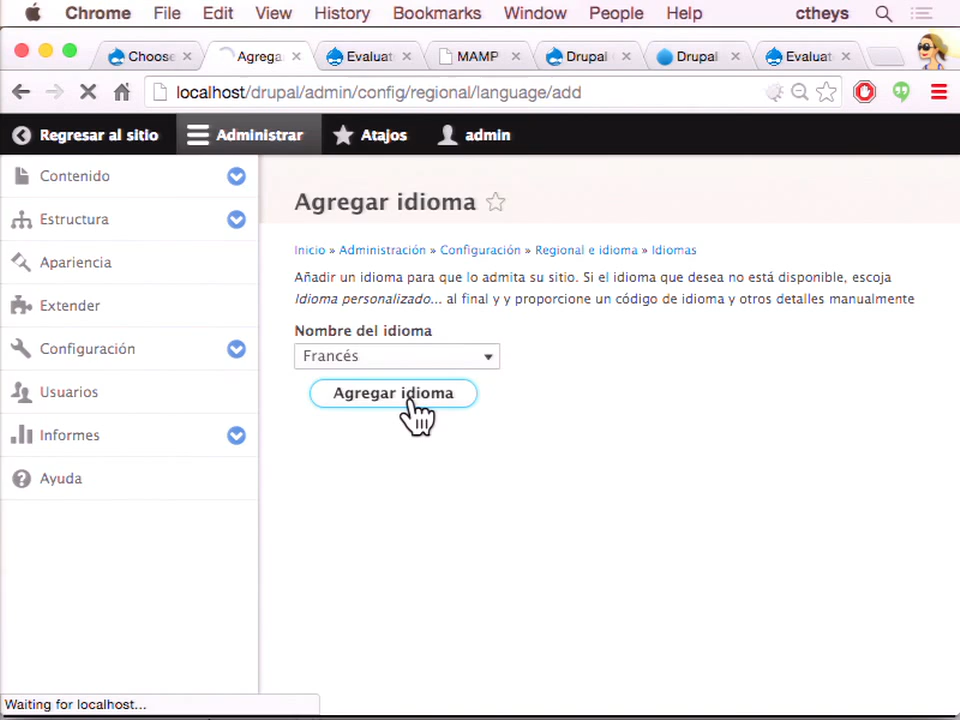 Chrome File Edit View History Bookmarks Window People Help ctheys
Choose Agrega Evaluat MAMP Drupal Drupal Evaluat
localhost/drupal/admin/config/regional/language/add
Regresar al sitio Administrar Atajos admin
Contenido
Estructura
Apariencia
Extender
Configuración
Usuarios
Informes
Ayuda
Agregar idioma
Inicio » Administración » Configuración » Regional e idioma » Idiomas
Añadir un idioma para que lo admita su sitio. Si el idioma que desea no está disponible, escoja
Idioma personalizado... al final y y proporcione un código de idioma y otros detalles manualmente
Nombre del idioma
Francés
Agregar idioma
Waiting for localhost...